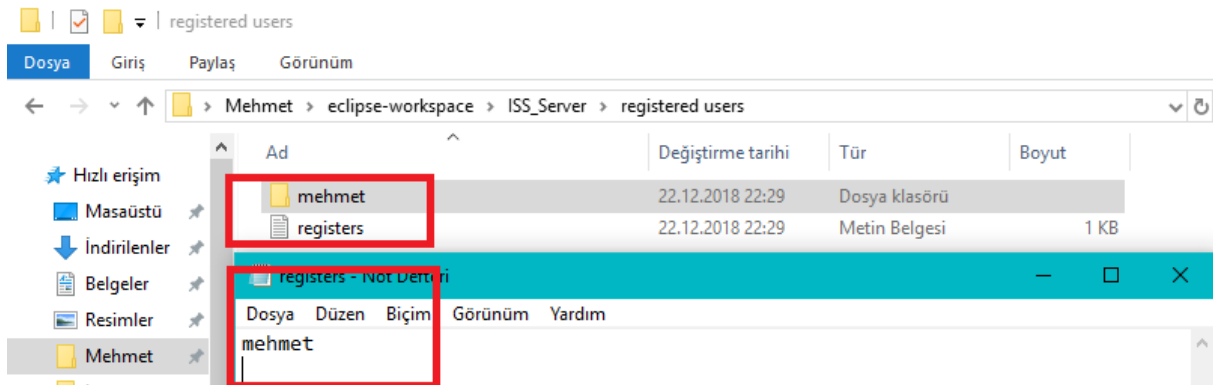 registered users
Dosya Giriş Paylaş Görünüm
Mehmet > eclipse-workspace > ISS_Server > registered users
Ad Değiştirme tarihi Tür Boyut
Hızlı erişim
mehmet 22.12.2018 22:29 Dosya klasörü
Masaüstü
registers 22.12.2018 22:29 Metin Belgesi 1 KB
İndirilenler
registers - Not Defteri
Belgeler
Dosya Düzen Biçim Görünüm Yardım
Resimler
mehmet
Mehmet